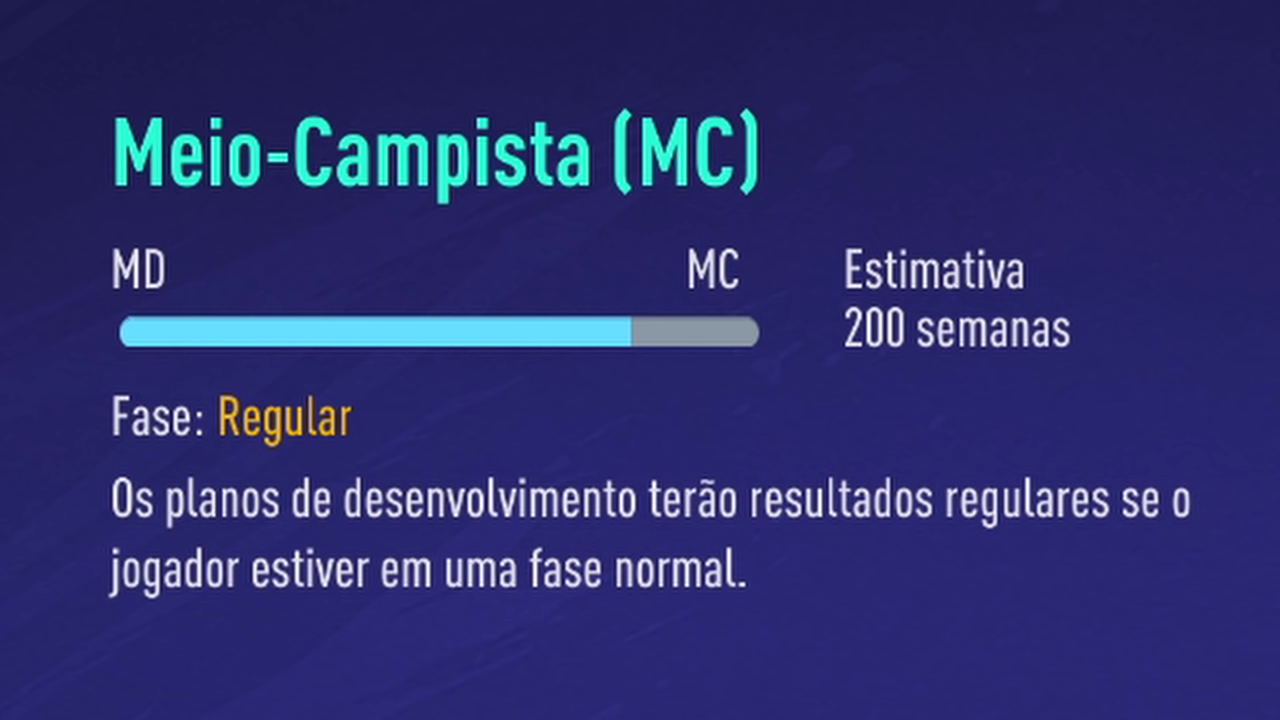 Meio-Campista (MC)
MD MC Estimativa
200 semanas
Fase: Regular
Os planos de desenvolvimento terão resultados regulares se o
jogador estiver em uma fase normal.